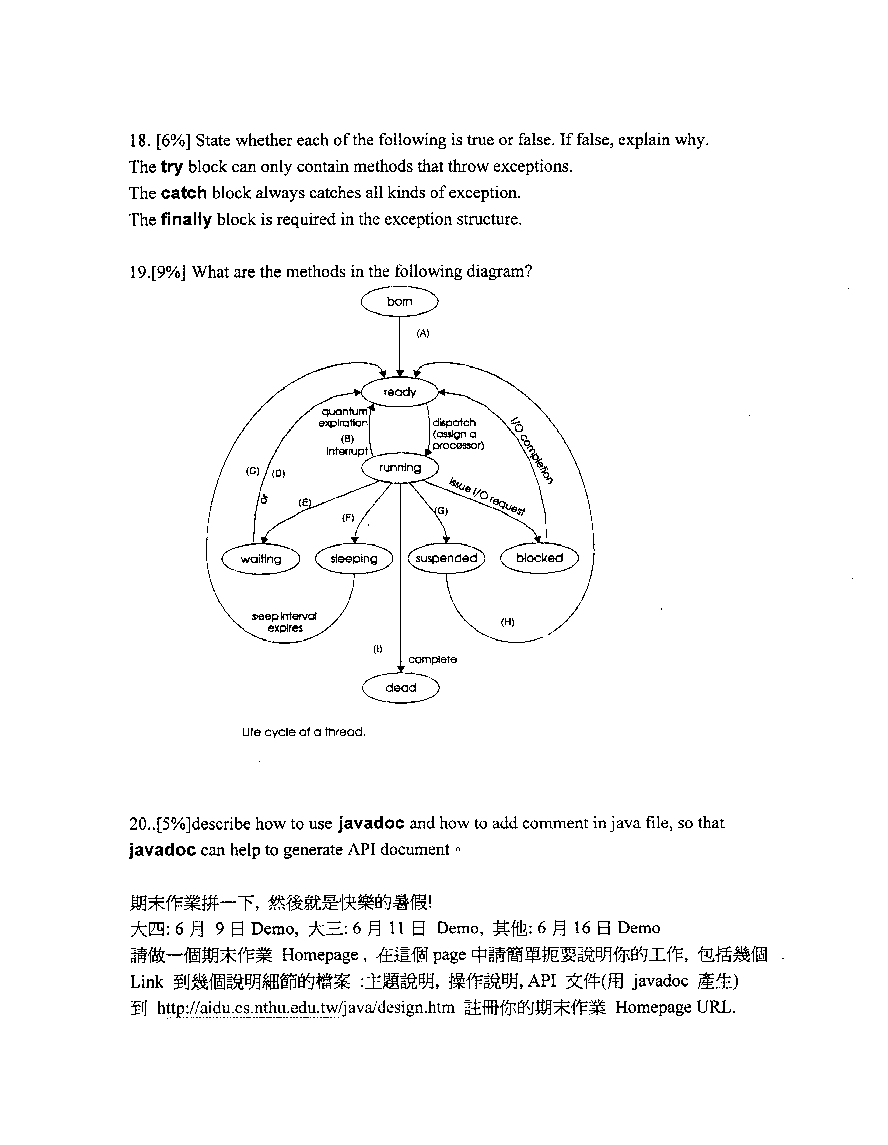 18. [6%] State whether each of the following is true or false. If false, explain why.
The try block can only contain methods that throw exceptions.
The catch block always catches all kinds of exception.
The finally block is required in the exception structure.
19.[9%] What are the methods in the following diagram?
born
(A)
ready
quantum
expiration
(B)
interrupt
dispatch
(assign a
processor)
I/O completion
running
(C)
(D)
or
(E)
(F)
(G)
issue I/O request
waiting
sleeping
suspended
blocked
sleep interval
expires
(H)
(I)
complete
dead
Life cycle of a thread.
20..[5%]describe how to use javadoc and how to add comment in java file, so that
javadoc can help to generate API document。
期末作業拼一下, 然後就是快樂的暑假!
大四: 6 月 9 日 Demo, 大三: 6 月 11 日 Demo, 其他: 6 月 16 日 Demo
請做一個期末作業 Homepage , 在這個 page 中請簡單扼要說明你的工作, 包括幾個
Link 到幾個說明細節的檔案 :主題說明, 操作說明, API 文件(用 javadoc 產生)
到 http://aidu.cs.nthu.edu.tw/java/design.htm 註冊你的期末作業 Homepage URL.